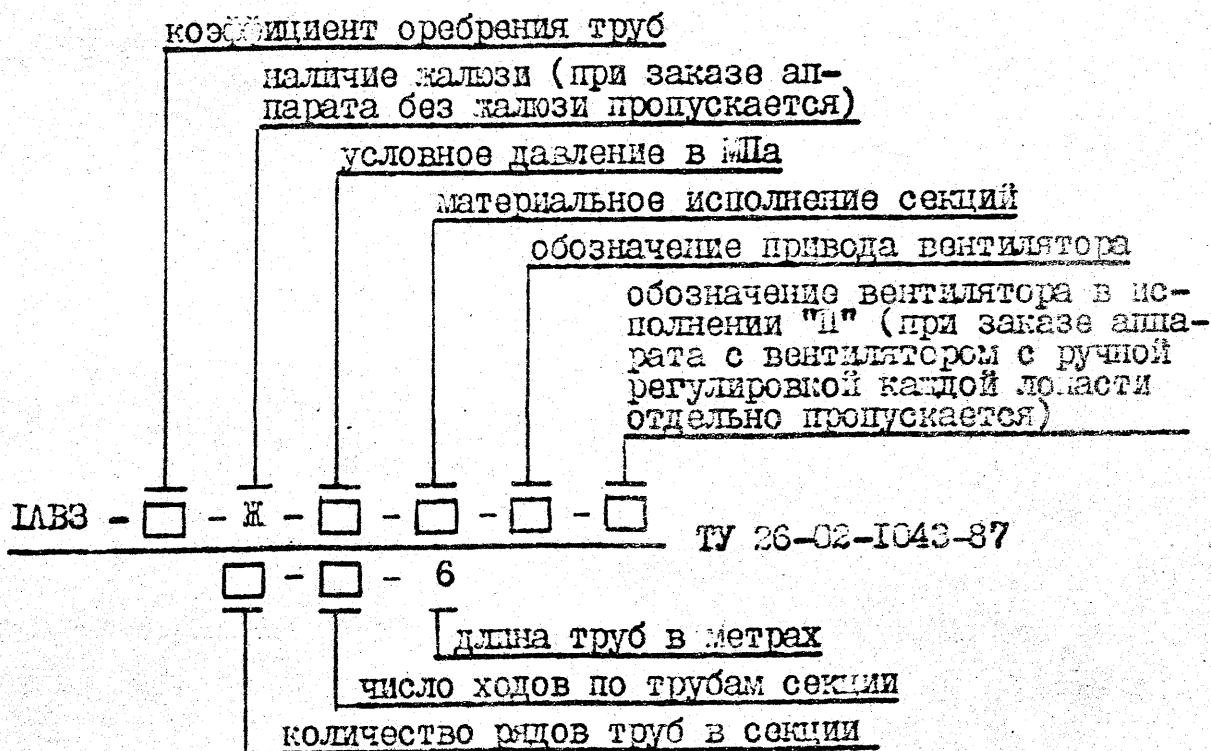 коэффициент оребрения труб
наличие жалюзи (при заказе ап-
парата без жалюзи пропускается)
условное давление в МПа
материальное исполнение секций
обозначение привода вентилятора
обозначение вентилятора в ис-
полнении "П" (при заказе аппа-
рата с вентилятором с ручной
регулировкой каждой лопасти
отдельно пропускается)
1АВЗ - □ - Ж - □ - □ - □ - □
ТУ 26-02-I043-87
□ - □ - 6
длина труб в метрах
число ходов по трубам секции
количество рядов труб в секции